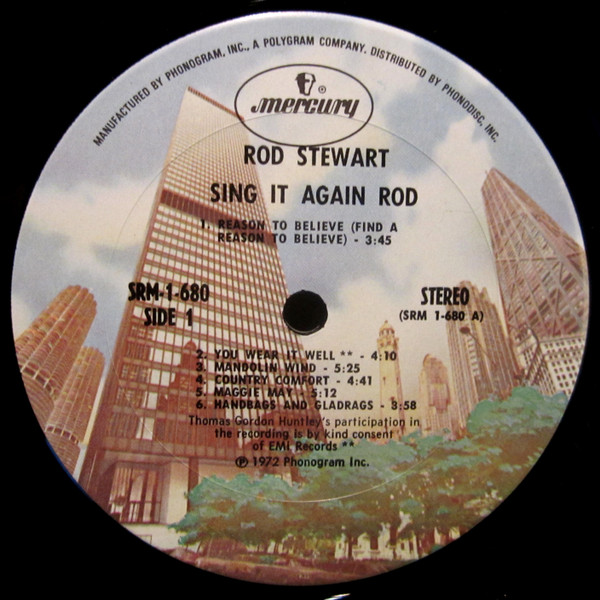 MANUFACTURED BY PHONOGRAM, INC., A POLYGRAM COMPANY. DISTRIBUTED BY PHONODISC, INC.
mercury ®
ROD STEWART
SING IT AGAIN ROD
1. REASON TO BELIEVE (FIND A
REASON TO BELIEVE) - 3:45
SRM-1-680
SIDE 1
STEREO
(SRM 1-680 A)
2. YOU WEAR IT WELL ** - 4:10
3. MANDOLIN WIND - 5:25
4. COUNTRY COMFORT - 4:41
5. MAGGIE MAY - 5:12
6. HANDBAGS AND GLADRAGS - 3:58
Thomas Gordon Huntley's participation in
the recording is by kind consent
of EMI Records **
℗ 1972 Phonogram Inc.